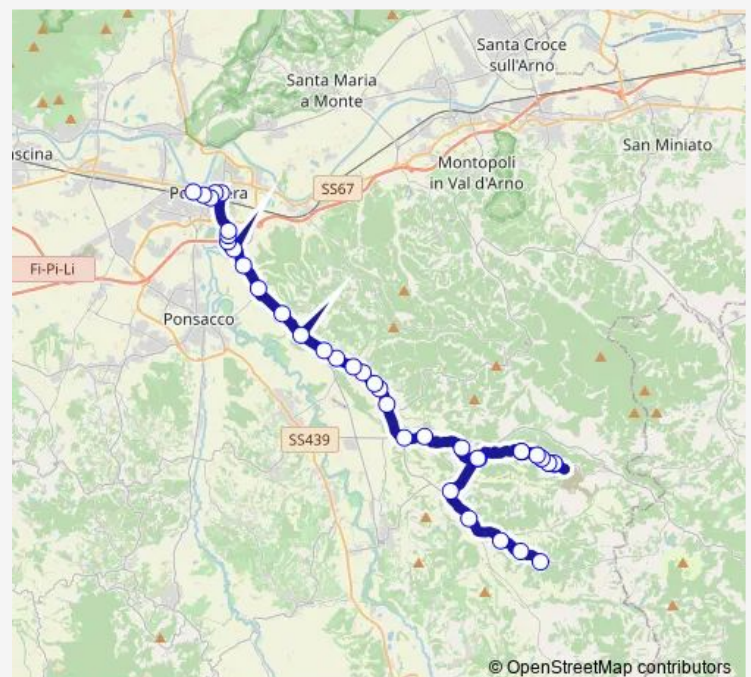 Santa Croce
sull'Arno
Santa Maria
a Monte
San Miniato
ascina
Montopoli
in Val d'Arno
SS67
Fi-Pi-Li
Ponsacco
SS439
© OpenStreetMap contributors